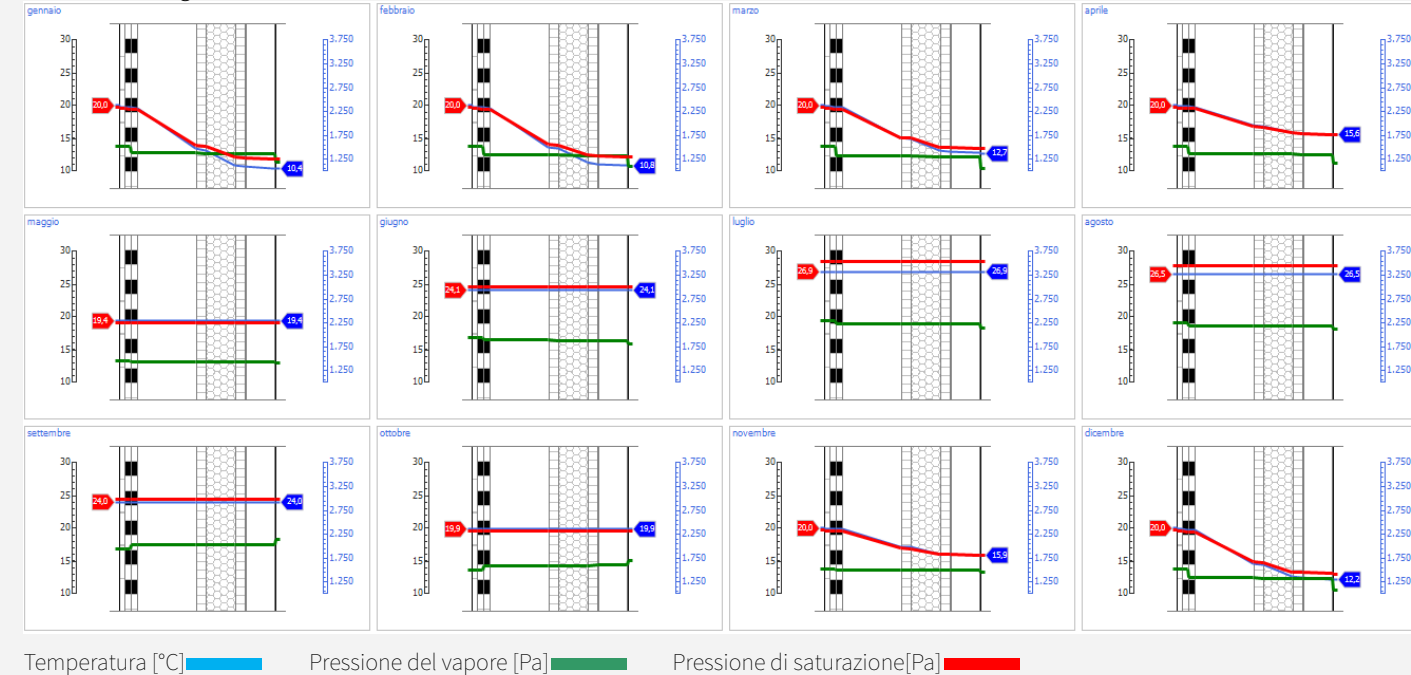 gennaio febbraio marzo aprile
30 3.750 30 3.750 30 3.750 30 3.750
25 3.250 25 3.250 25 3.250 25 3.250
2.750 2.750 2.750 2.750
20 20,0 2.250 20 20,0 2.250 20 20,0 2.250 20 20,0 2.250
15 1.750 15 1.750 15 1.750 15 15,6 1.750
1.250 1.250 12,7 1.250 1.250
10 10,4 10 10,8 10 10
maggio giugno luglio agosto
30 3.750 30 3.750 30 3.750 30 3.750
25 3.250 25 3.250 25 26,9 26,9 3.250 25 26,5 26,5 3.250
2.750 24,1 24,1 2.750 2.750 2.750
20 19,4 19,4 2.250 20 2.250 20 2.250 20 2.250
15 1.750 15 1.750 15 1.750 15 1.750
1.250 1.250 1.250 1.250
10 10 10 10
settembre ottobre novembre dicembre
30 3.750 30 3.750 30 3.750 30 3.750
25 3.250 25 3.250 25 3.250 25 3.250
24,0 24,0 2.750 2.750 2.750 2.750
20 2.250 20 19,9 19,9 2.250 20 20,0 2.250 20 20,0 2.250
15 1.750 15 1.750 15 15,9 1.750 15 1.750
1.250 1.250 1.250 12,2 1.250
10 10 10 10
Temperatura [°C] Pressione del vapore [Pa] Pressione di saturazione[Pa]